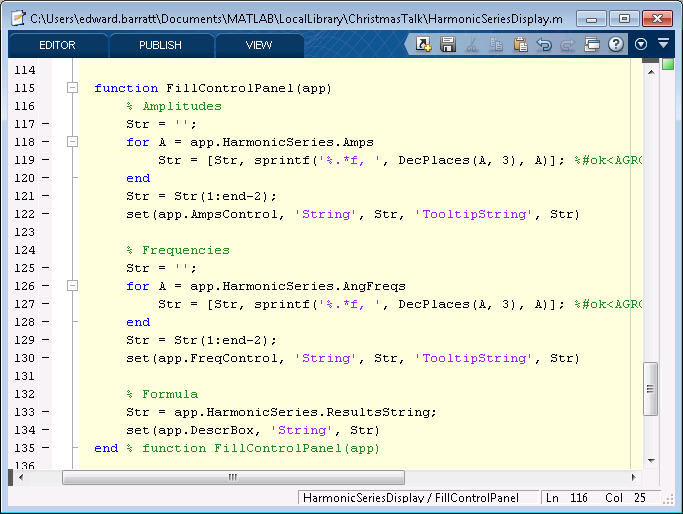 C:\Users\edward.barratt\Documents\MATLAB\LocalLibrary\ChristmasTalk\HarmonicSeriesDisplay.m
EDITOR PUBLISH VIEW
114
115 function FillControlPanel(app)
116 % Amplitudes
117 – Str = '';
118 – for A = app.HarmonicSeries.Amps
119 – Str = [Str, sprintf('%.*f, ', DecPlaces(A, 3), A)]; %#ok<AGRO
120 – end
121 – Str = Str(1:end-2);
122 – set(app.AmpsControl, 'String', Str, 'TooltipString', Str)
123
124 % Frequencies
125 – Str = '';
126 – for A = app.HarmonicSeries.AngFreqs
127 – Str = [Str, sprintf('%.*f, ', DecPlaces(A, 3), A)]; %#ok<AGRO
128 – end
129 – Str = Str(1:end-2);
130 – set(app.FreqControl, 'String', Str, 'TooltipString', Str)
131
132 % Formula
133 – Str = app.HarmonicSeries.ResultsString;
134 – set(app.DescrBox, 'String', Str)
135 – end % function FillControlPanel(app)
136
HarmonicSeriesDisplay / FillControlPanel Ln 116 Col 25